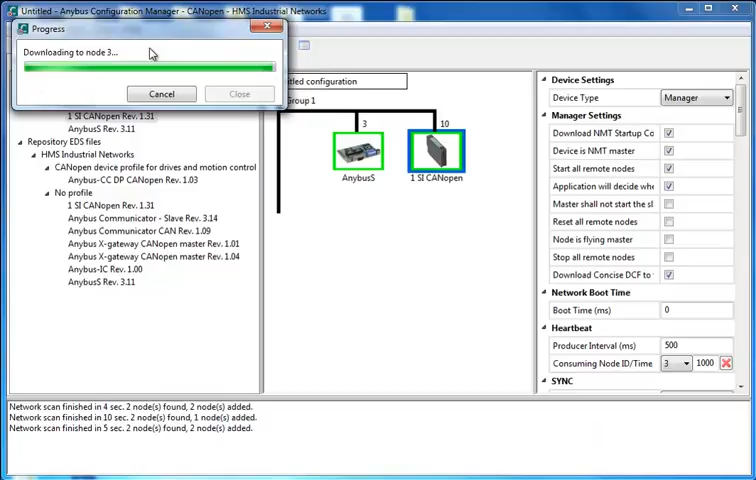 Untitled - Anybus Configuration Manager - CANopen - HMS Industrial Networks
Progress
Downloading to node 3...
Cancel
Close
1 SI CANopen Rev. 1.31
AnybusS Rev. 3.11
Repository EDS files
HMS Industrial Networks
CANopen device profile for drives and motion control
Anybus-CC DP CANopen Rev. 1.03
No profile
1 SI CANopen Rev. 1.31
Anybus Communicator - Slave Rev. 3.14
Anybus Communicator CAN Rev. 1.09
Anybus X-gateway CANopen master Rev. 1.01
Anybus X-gateway CANopen master Rev. 1.04
Anybus-IC Rev. 1.00
AnybusS Rev. 3.11
titled configuration
Group 1
3
10
AnybusS
1 SI CANopen
Device Settings
Device Type
Manager
Manager Settings
Download NMT Startup Co
Device is NMT master
Start all remote nodes
Application will decide whe
Master shall not start the sl
Reset all remote nodes
Node is flying master
Stop all remote nodes
Download Concise DCF to
Network Boot Time
Boot Time (ms)
0
Heartbeat
Producer Interval (ms)
500
Consuming Node ID/Time
3
1000
SYNC
Network scan finished in 4 sec. 2 node(s) found, 2 node(s) added.
Network scan finished in 10 sec. 2 node(s) found, 1 node(s) added.
Network scan finished in 5 sec. 2 node(s) found, 2 node(s) added.